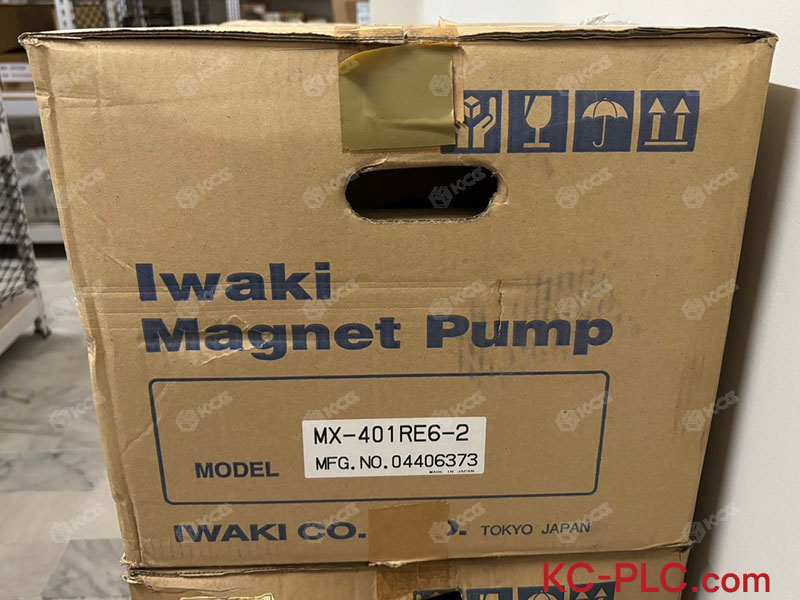 Iwaki
Magnet Pump
MX-401RE6-2
MODEL
MFG.NO.04406373
MADE IN JAPAN
IWAKI CO. D. TOKYO JAPAN
KC-PLC.com